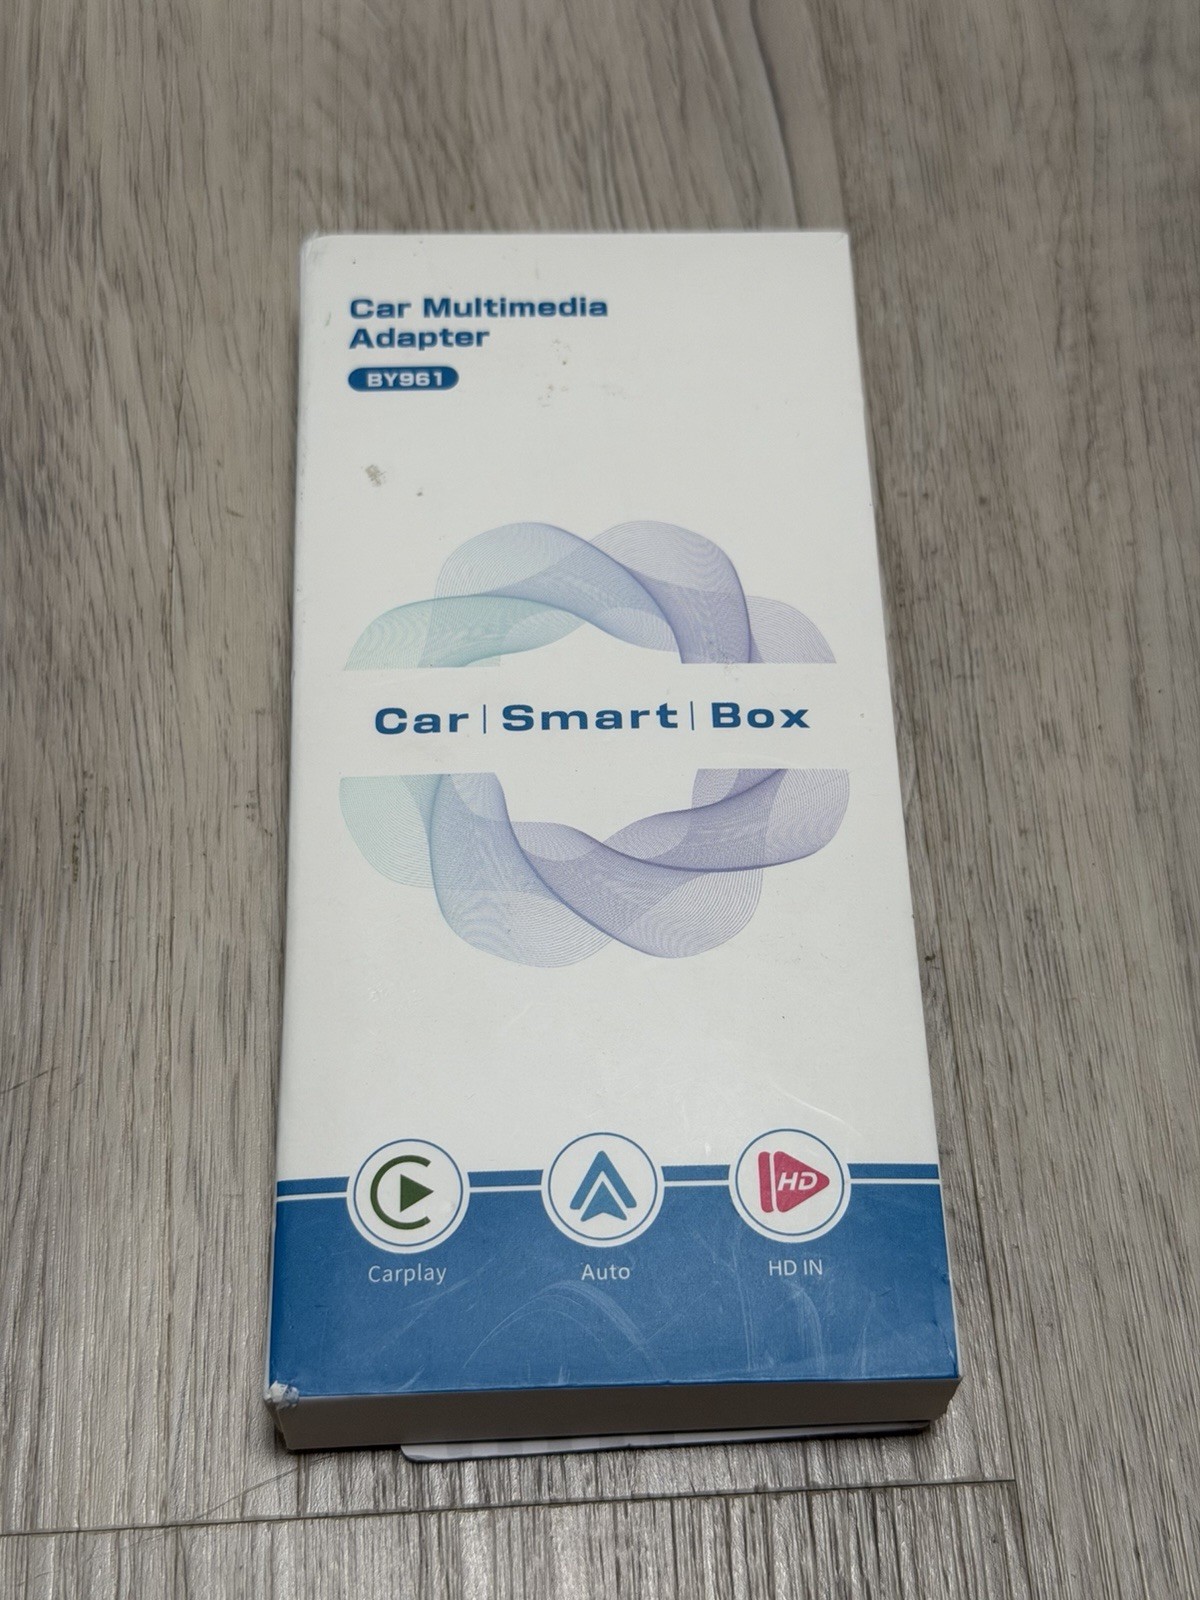 Car Multimedia
Adapter
BY961
Car | Smart | Box
HD
Carplay
Auto
HD IN